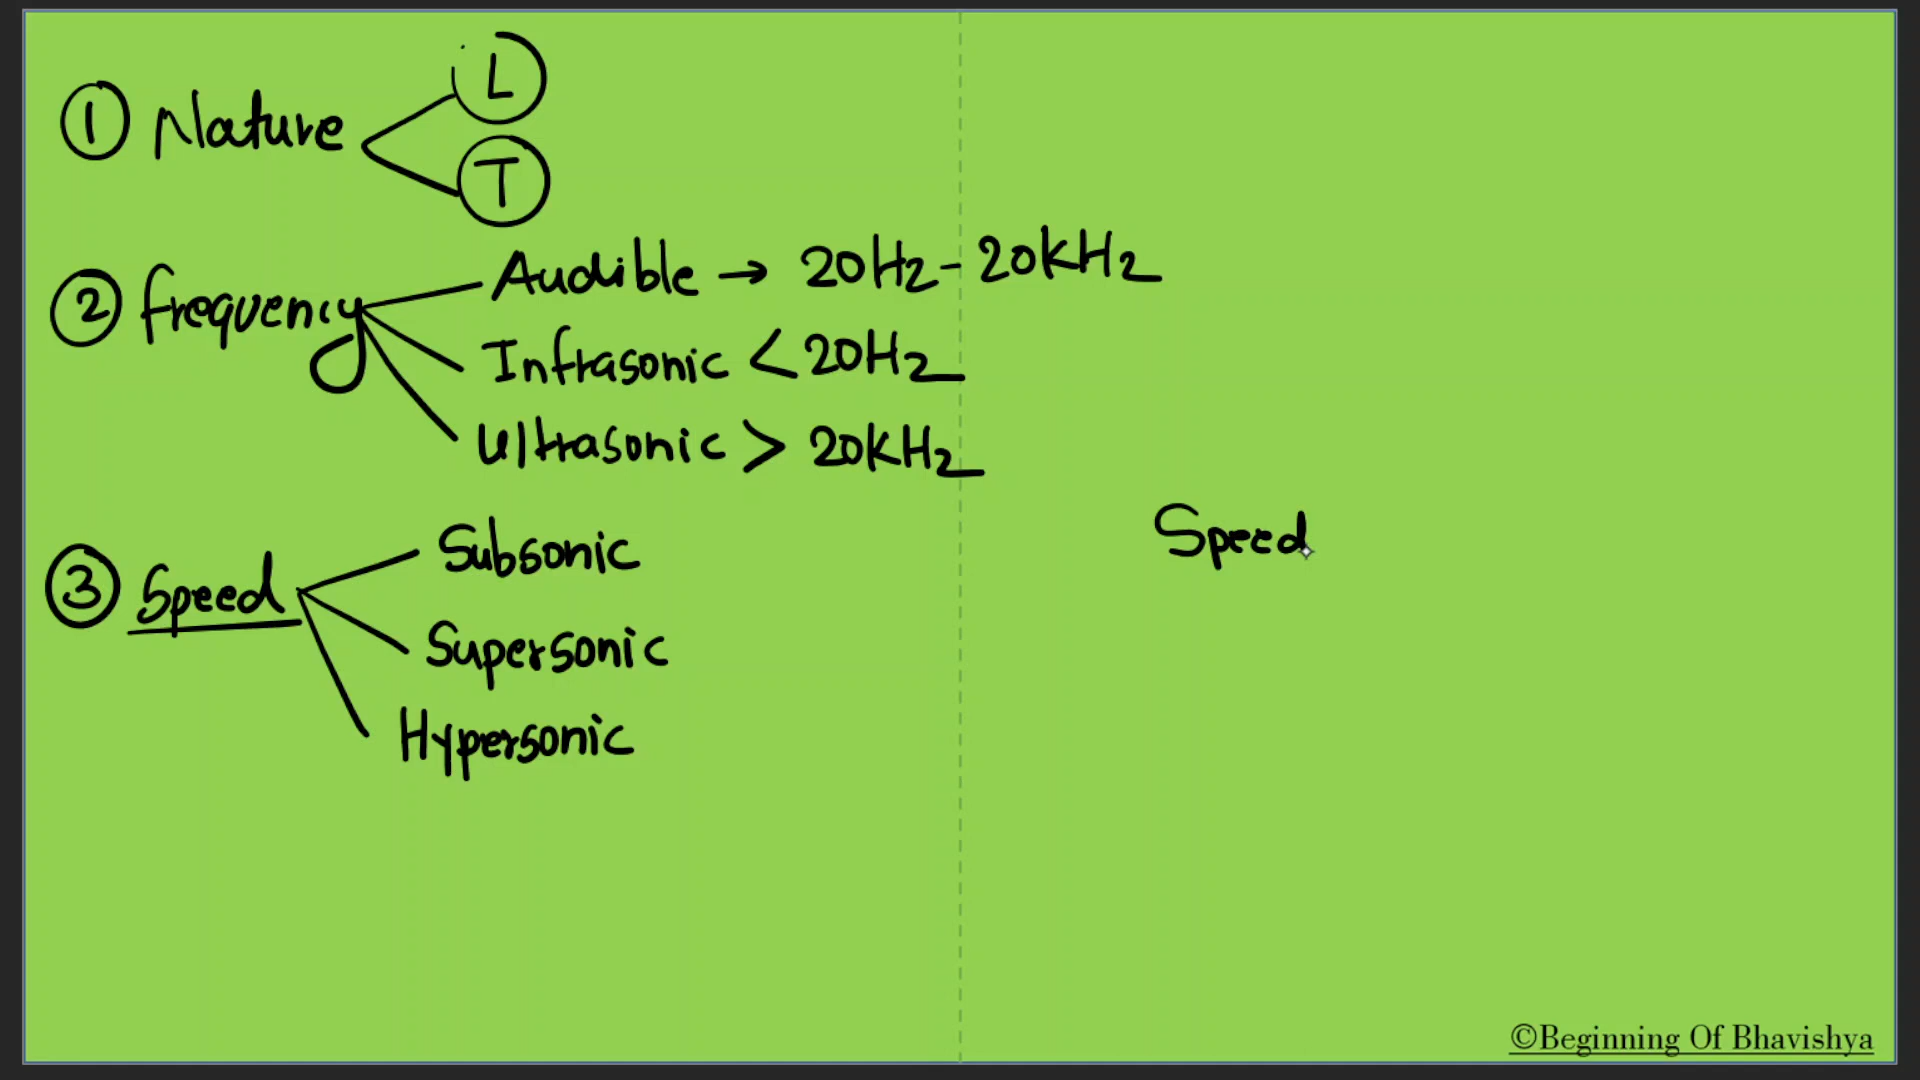 ① Nature L
T
② frequency Audible → 20Hz - 20KHz
Infrasonic < 20Hz
Ultrasonic > 20KHz
③ Speed Subsonic
Supersonic
Hypersonic
Speed
©Beginning Of Bhavishya